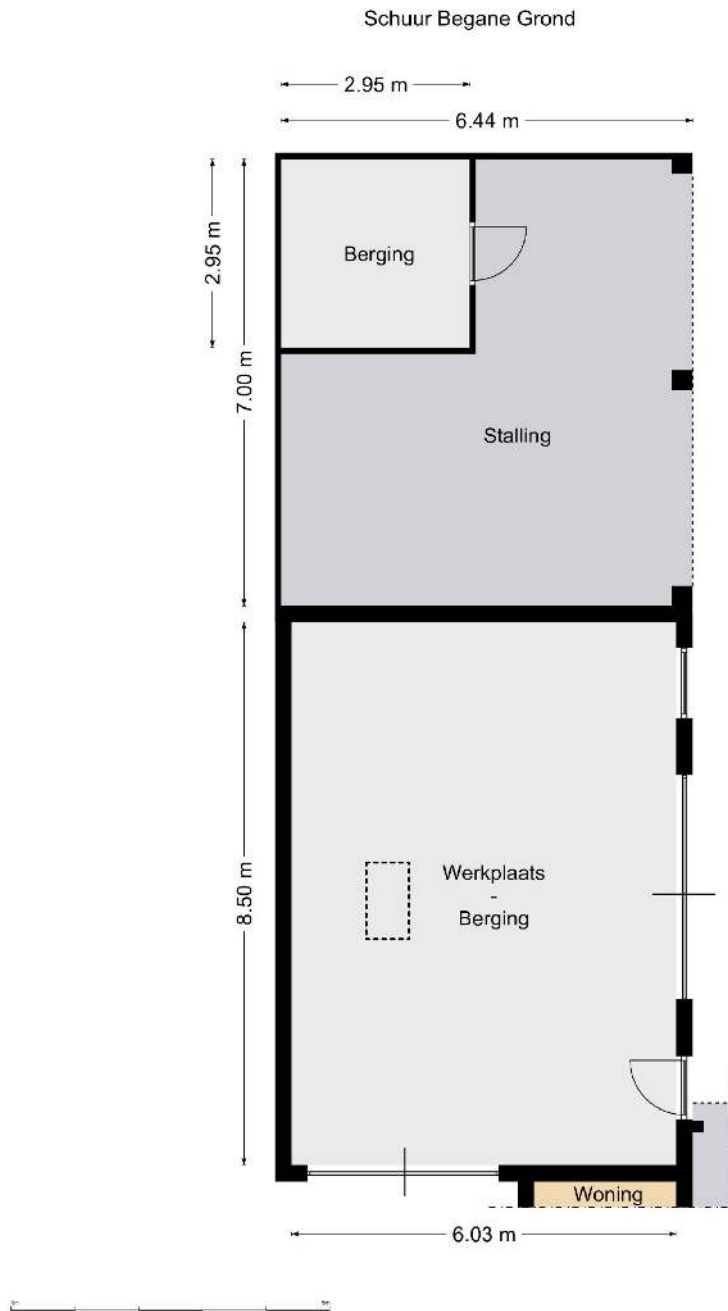 Schuur Begane Grond
2.95 m
6.44 m
2.95 m
Berging
7.00 m
Stalling
8.50 m
Werkplaats
-
Berging
Woning
6.03 m